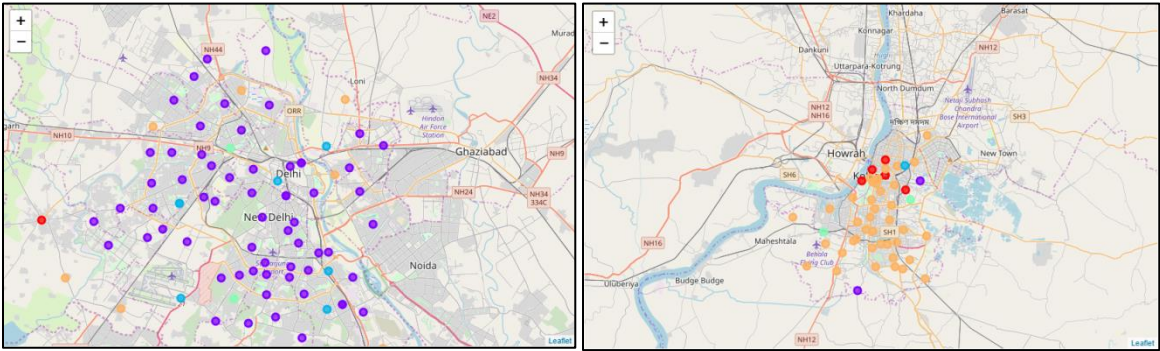 +
−
NE2
Murad
NH44
Loni
NH34
ORR
Hindon
Air Force
Station
garh
NH10
NH9
Ghaziabad
NH9
Delhi
NH24
NH34
334C
New Delhi
Noida
Leaflet
+
−
Khardaha
Barasat
Konnagar
Dankuni
NH12
Uttarpara-Kotrung
North Dumdum
NH12
NH16
Netaji Subhash
Chandra
Bose International
Airport
SH3
Howrah
New Town
SH6
Ko
SH1
NH16
Maheshtala
Behala
Flying Club
Uluberiya
Budge Budge
NH12
Leaflet